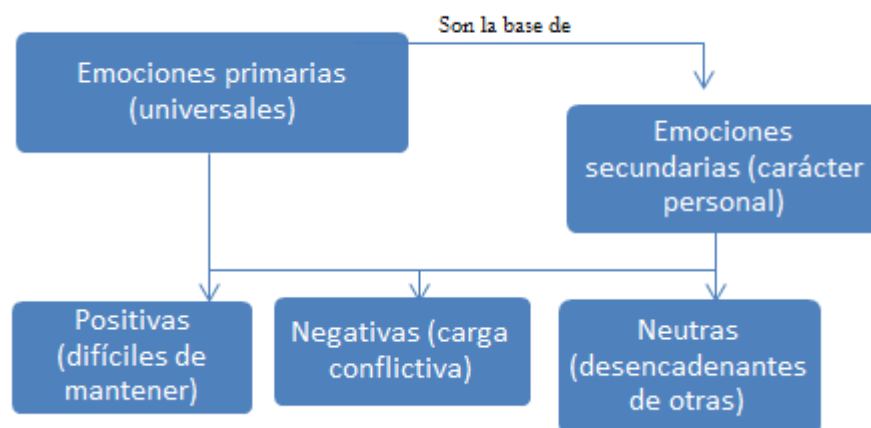 Son la base de
Emociones primarias
(universales)
Emociones
secundarias (carácter
personal)
Positivas
(difíciles de
mantener)
Negativas (carga
conflictiva)
Neutras
(desencadenantes
de otras)